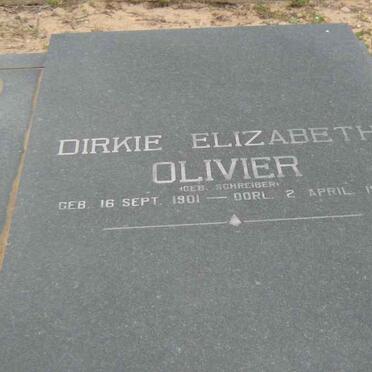 DIRKIE ELIZABETH
OLIVIER
(GEB. SCHREIBER)
GEB. 16 SEPT. 1901 — OORL. 2 APRIL